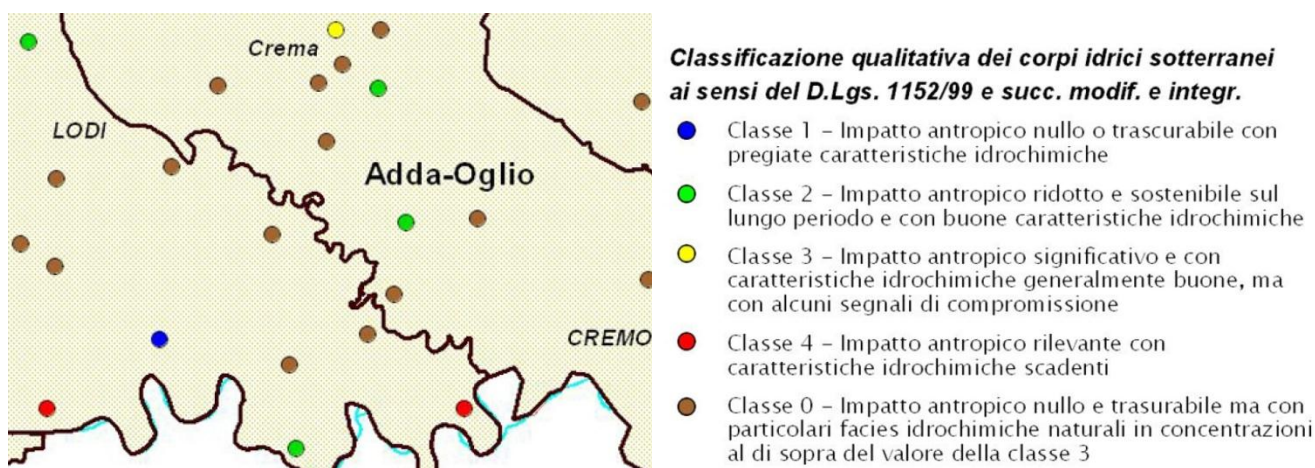 Crema
LODI
Adda-Oglio
CREMO
Classificazione qualitativa dei corpi idrici sotterranei
ai sensi del D.Lgs. 1152/99 e succ. modif. e integr.
Classe 1 – Impatto antropico nullo o trascurabile con
pregiate caratteristiche idrochimiche
Classe 2 – Impatto antropico ridotto e sostenibile sul
lungo periodo e con buone caratteristiche idrochimiche
Classe 3 – Impatto antropico significativo e con
caratteristiche idrochimiche generalmente buone, ma
con alcuni segnali di compromissione
Classe 4 – Impatto antropico rilevante con
caratteristiche idrochimiche scadenti
Classe 0 – Impatto antropico nullo e trasurabile ma con
particolari facies idrochimiche naturali in concentrazioni
al di sopra del valore della classe 3